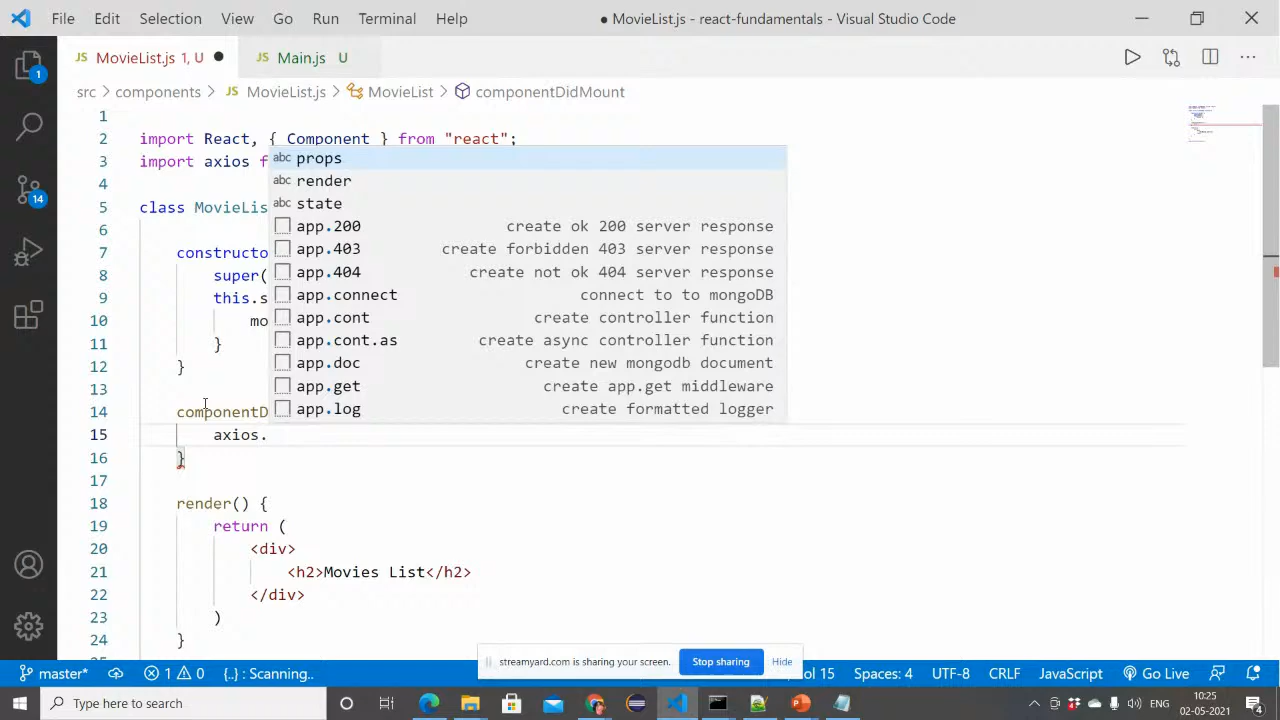 File Edit Selection View Go Run Terminal Help ● MovieList.js - react-fundamentals - Visual Studio Code
JS MovieList.js 1, U ● JS Main.js U
src > components > JS MovieList.js > MovieList > componentDidMount
1
2 import React, { Component } from "react";
3 import axios f
4
5 class MovieLis
6
7 constructo
8 super(
9 this.s
10 mo
11 }
12 }
13
14 componentD
15 axios.
16 }
17
18 render() {
19 return (
20 <div>
21 <h2>Movies List</h2>
22 </div>
23 )
24 }
abc props
abc render
abc state
app.200 create ok 200 server response
app.403 create forbidden 403 server response
app.404 create not ok 404 server response
app.connect connect to to mongoDB
app.cont create controller function
app.cont.as create async controller function
app.doc create new mongodb document
app.get create app.get middleware
app.log create formatted logger
1
14
streamyard.com is sharing your screen. Stop sharing Hide
master* 1 0 {..} : Scanning.. ol 15 Spaces: 4 UTF-8 CRLF JavaScript Go Live
Type here to search ENG 10:25 02-05-2021 4